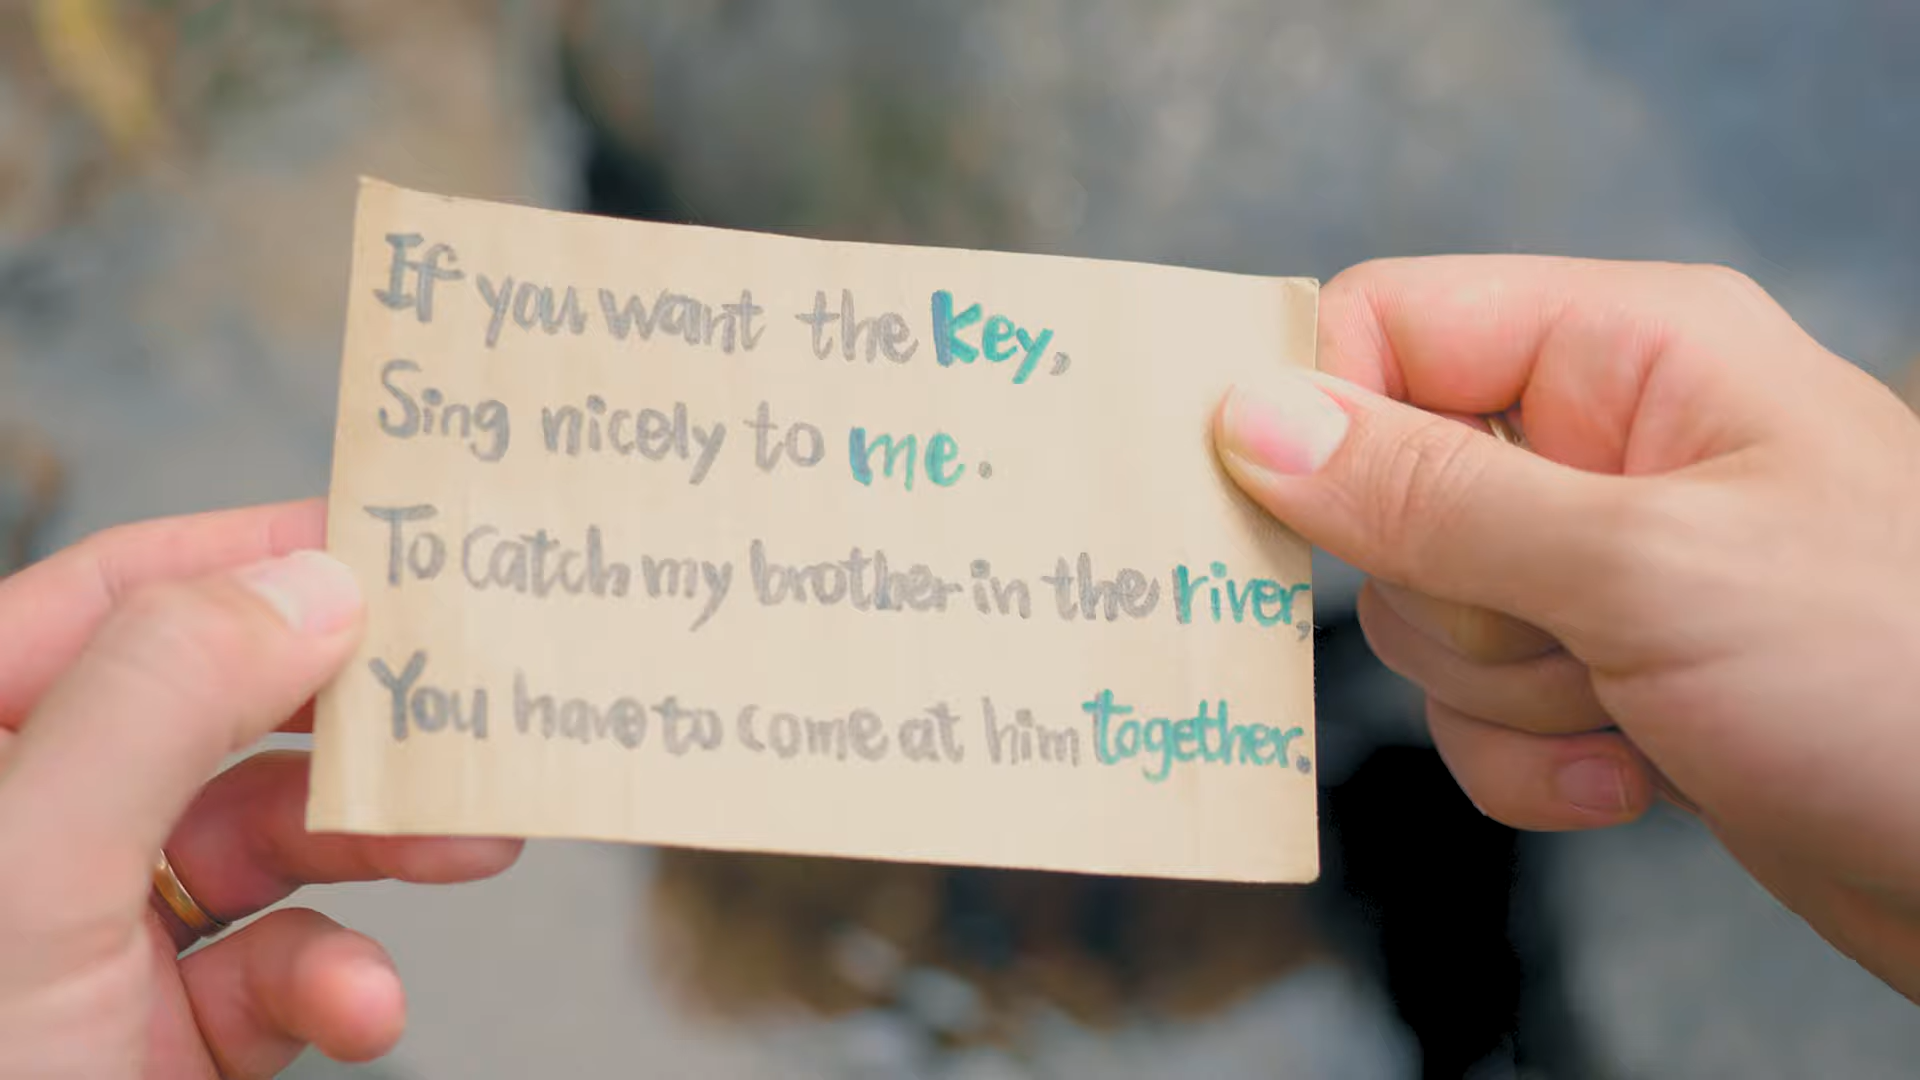 If you want the key,
Sing nicely to me.
To catch my brother in the river,
You have to come at him together.